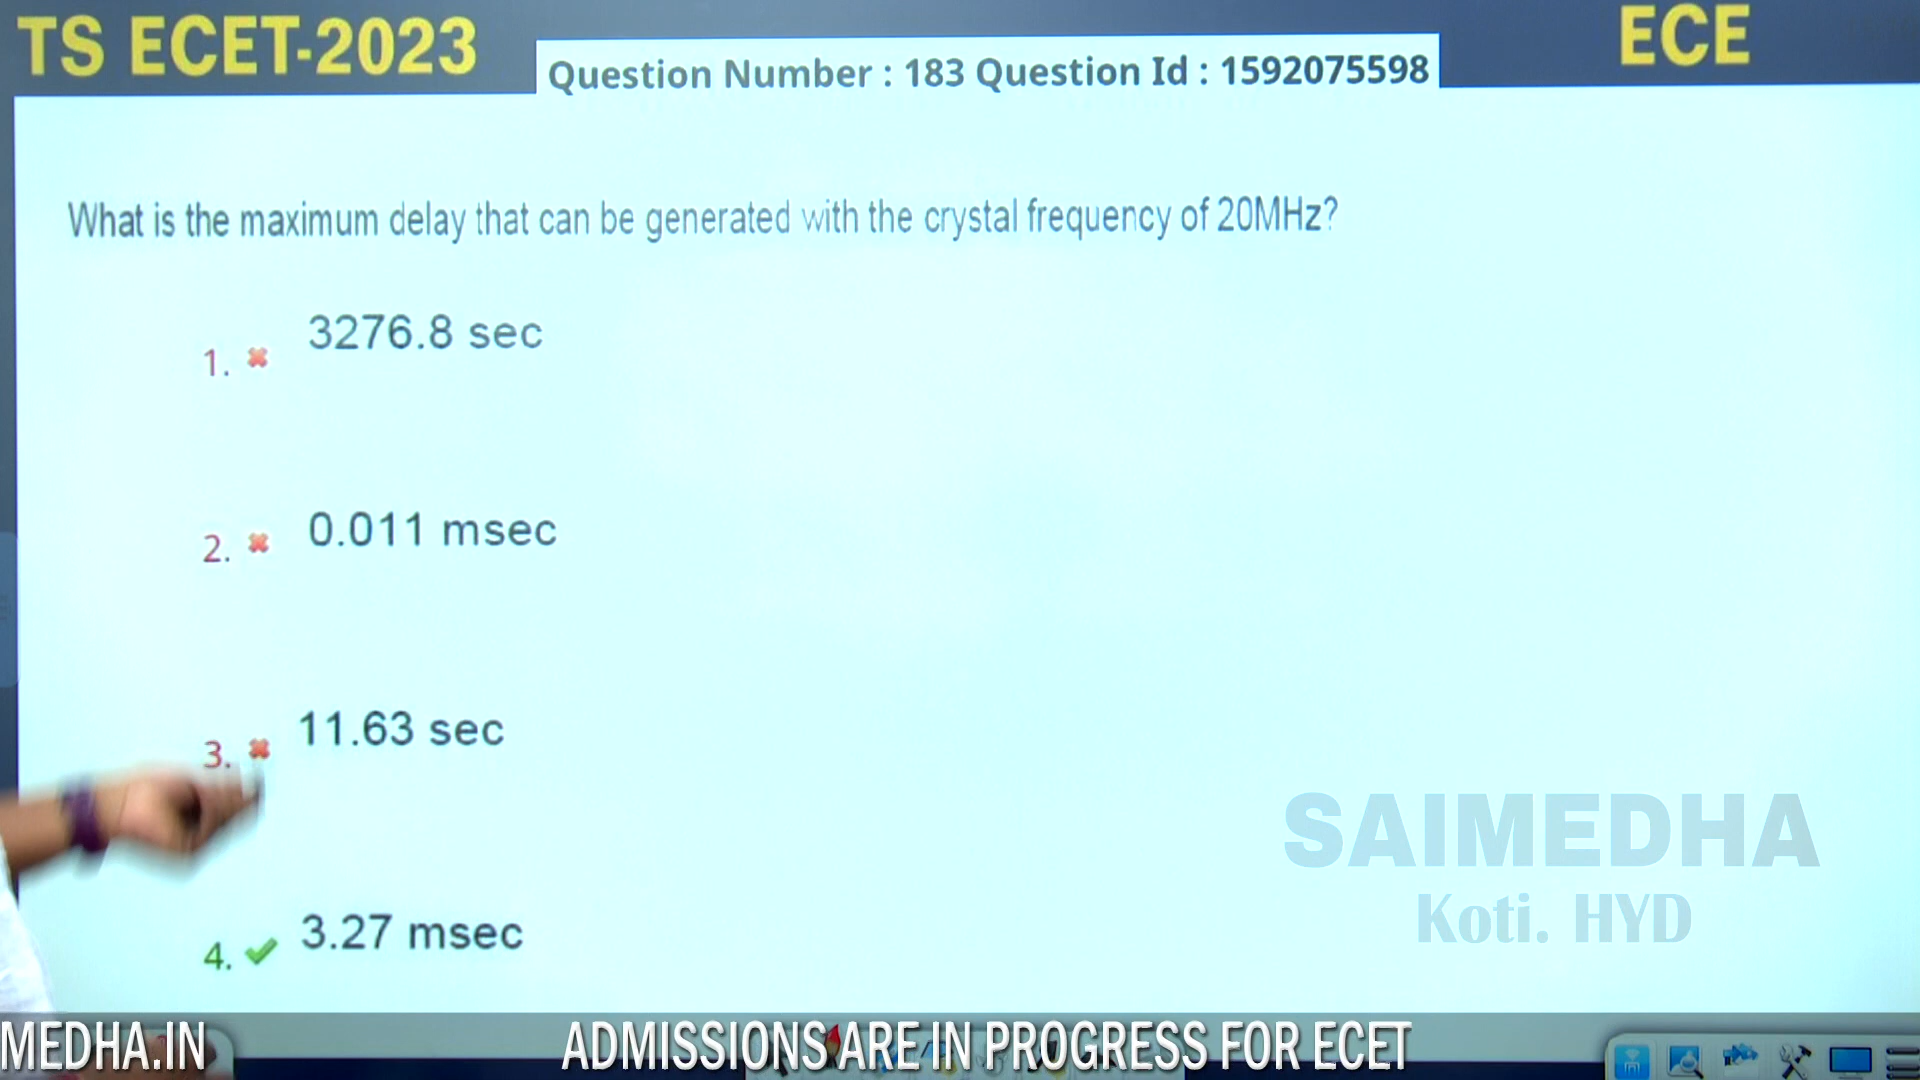 TS ECET-2023
ECE
Question Number : 183 Question Id : 1592075598
What is the maximum delay that can be generated with the crystal frequency of 20MHz?
1. 3276.8 sec
2. 0.011 msec
3. 11.63 sec
4. 3.27 msec
SAIMEDHA
Koti. HYD
MEDHA.IN
ADMISSIONS ARE IN PROGRESS FOR ECET